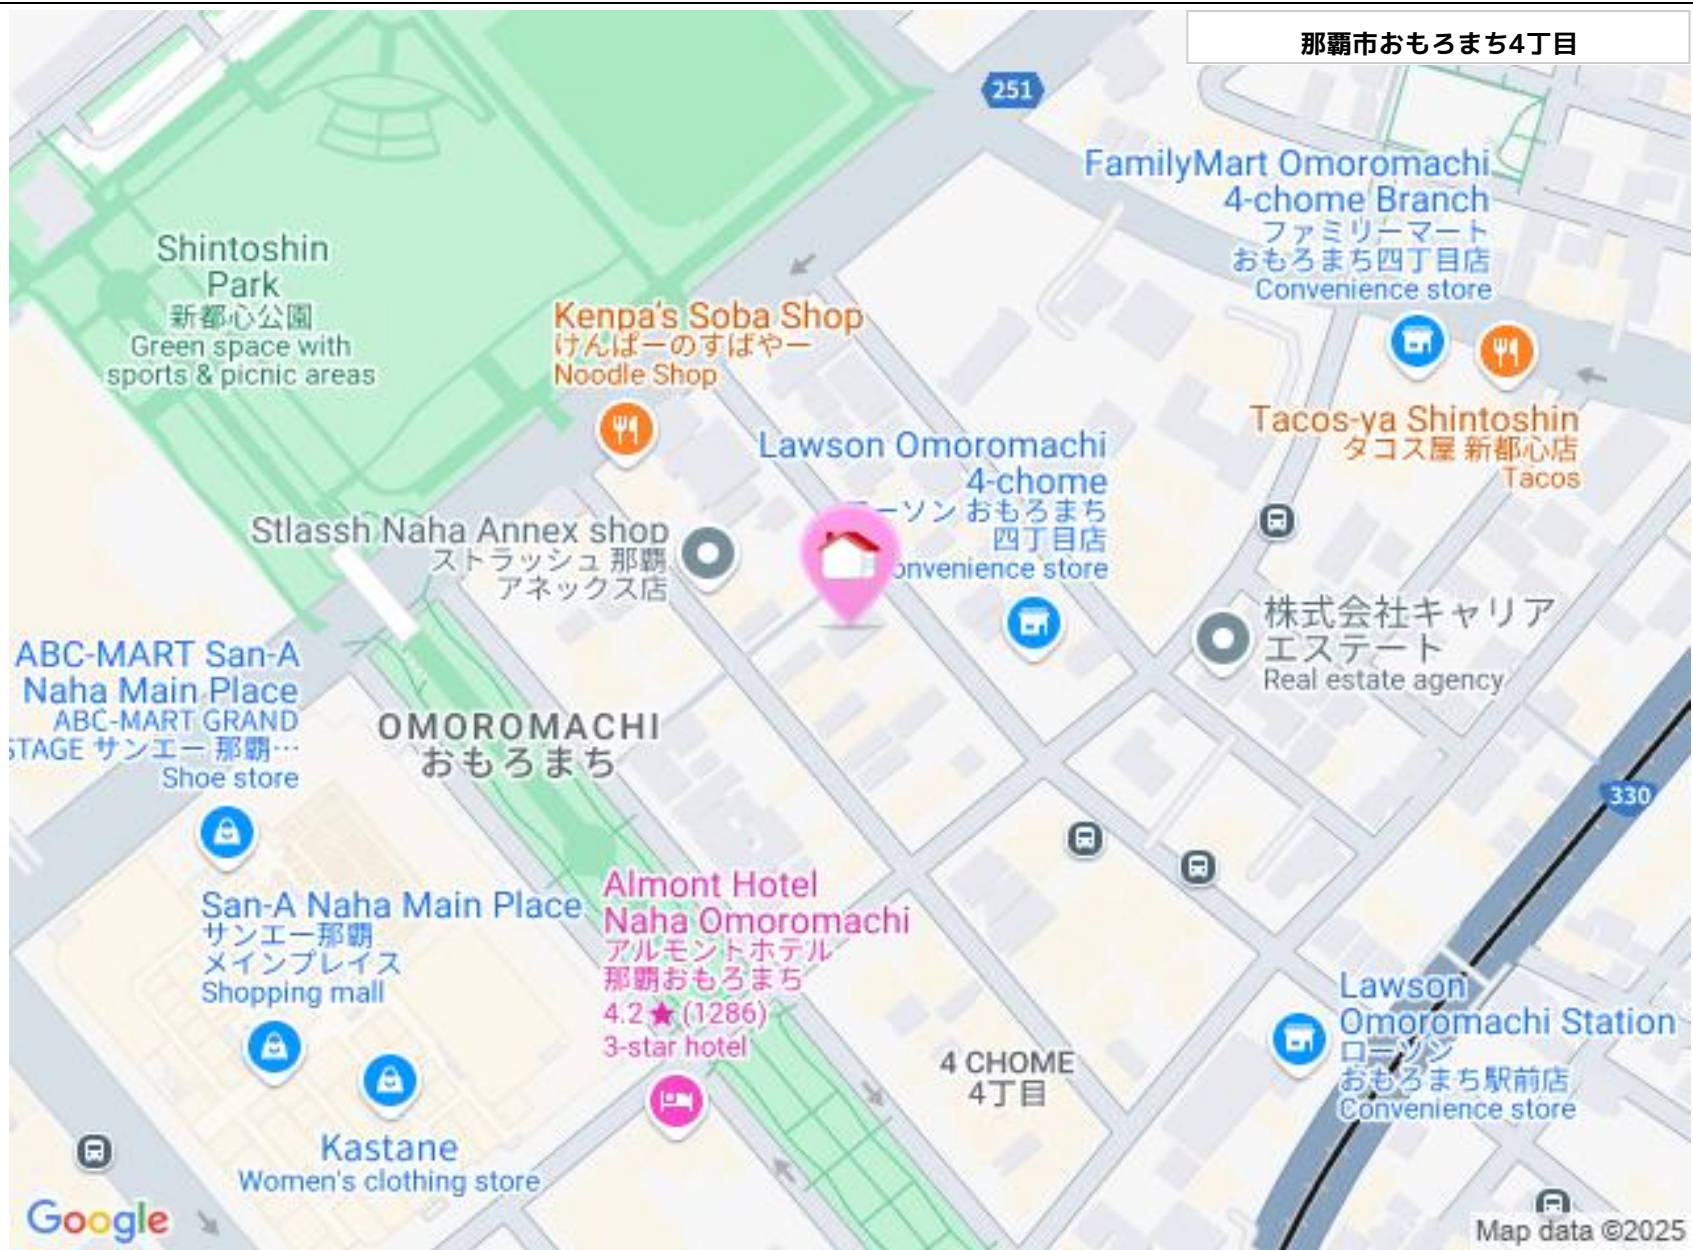 那覇市おもろまち4丁目
251
FamilyMart Omoromachi
4-chome Branch
ファミリーマート
おもろまち四丁目店
Convenience store
Shintoshin
Park
新都心公園
Green space with
sports & picnic areas
Kenpa's Soba Shop
けんぱーのすばやー
Noodle Shop
Tacos-ya Shintoshin
タコス屋 新都心店
Tacos
Lawson Omoromachi
4-chome
ーソン おもろまち
四丁目店
onvenience store
Stlassh Naha Annex shop
ストラッシュ 那覇
アネックス店
株式会社キャリア
エステート
Real estate agency
ABC-MART San-A
Naha Main Place
ABC-MART GRAND
STAGE サンエー 那覇…
Shoe store
OMOROMACHI
おもろまち
330
San-A Naha Main Place
サンエー那覇
メインプレイス
Shopping mall
Almont Hotel
Naha Omoromachi
アルモントホテル
那覇おもろまち
4.2★(1286)
3-star hotel
Lawson
Omoromachi Station
ローソン
おもろまち駅前店
Convenience store
4 CHOME
4丁目
Kastane
Women's clothing store
Google
Map data ©2025